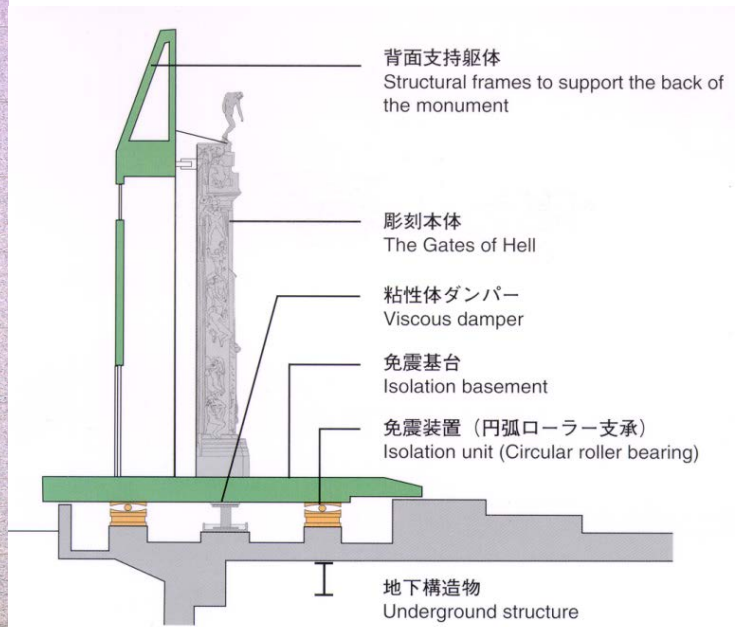 背面支持躯体
Structural frames to support the back of
the monument
彫刻本体
The Gates of Hell
粘性体ダンパー
Viscous damper
免震基台
Isolation basement
免震装置（円弧ローラー支承）
Isolation unit (Circular roller bearing)
地下構造物
Underground structure